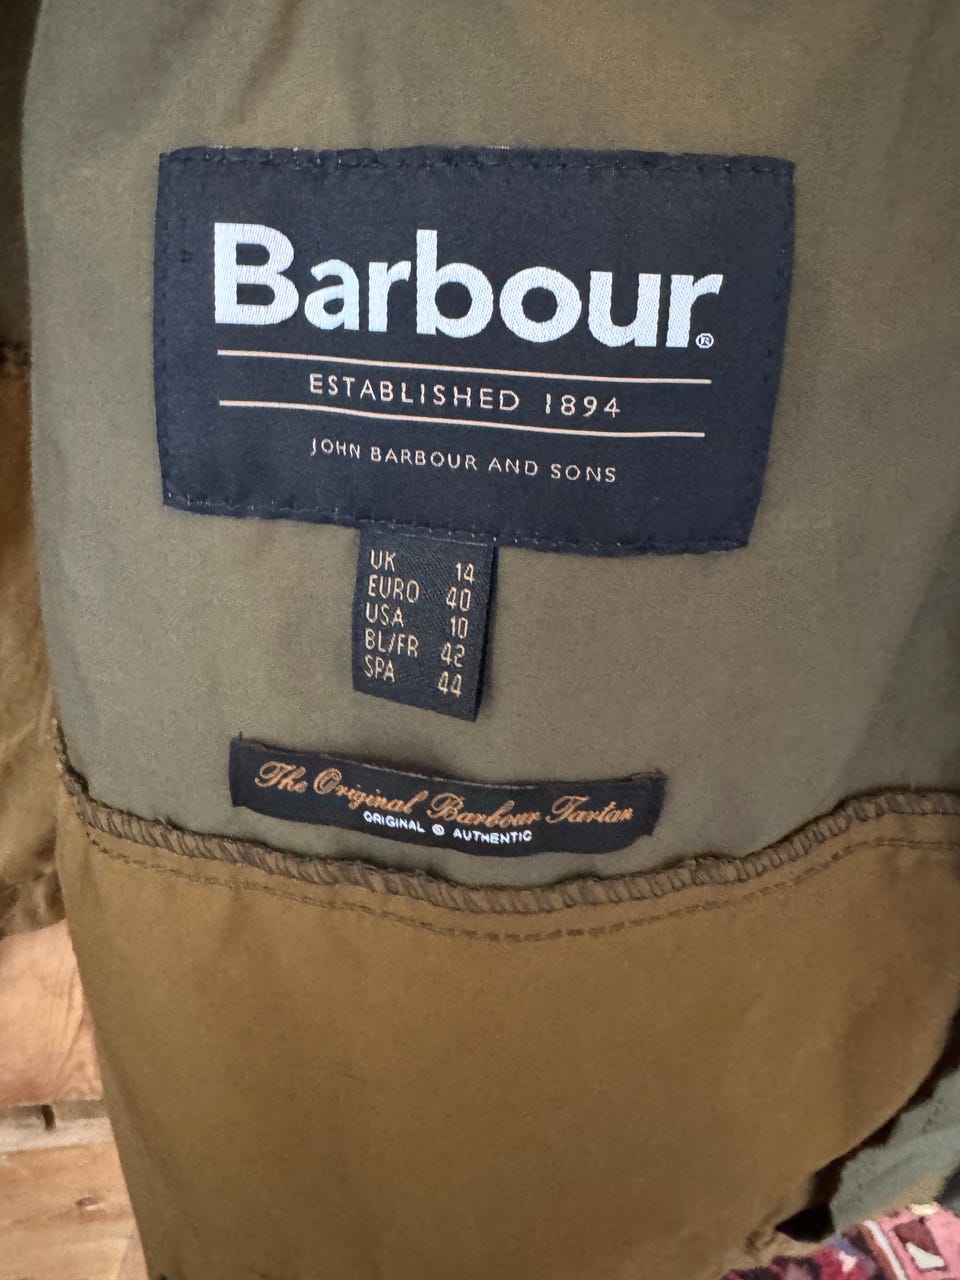 Barbour®
ESTABLISHED 1894
JOHN BARBOUR AND SONS
UK 14
EURO 40
USA 10
BL/FR 42
SPA 44
The Original Barbour Tartan
ORIGINAL ® AUTHENTIC